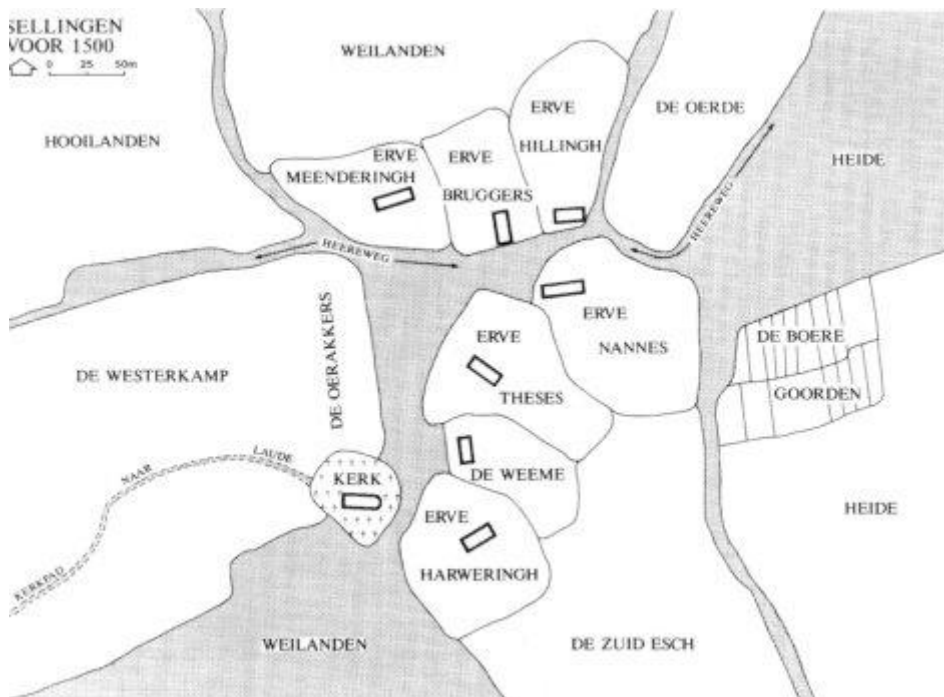 SELLINGEN
VOOR 1500
0 25 50m
WEILANDEN
HOOILANDEN
ERVE
HILLINGH
DE OERDE
HEIDE
HEEREWEG
ERVE
MEENDERINGH
ERVE
BRUGGERS
HEEREWEG
ERVE
NANNES
DE BOERE
GOORDEN
ERVE
THESES
DE OERAKKERS
DE WESTERKAMP
KERKPAD NAAR LAUDE
KERK
DE WEEME
ERVE
HARWERINGH
HEIDE
WEILANDEN
DE ZUID ESCH